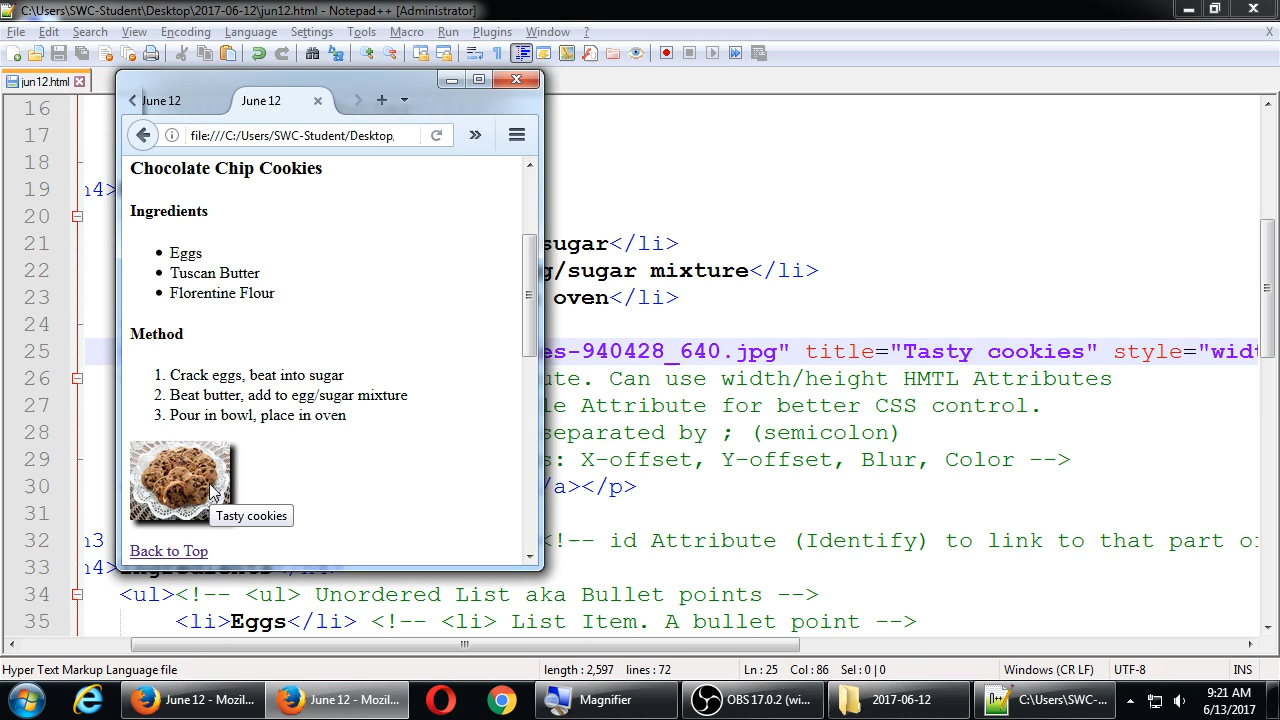 C:\Users\SWC-Student\Desktop\2017-06-12\jun12.html - Notepad++ [Administrator]
File Edit Search View Encoding Language Settings Tools Macro Run Plugins Window ? X
jun12.html
June 12
June 12
file:///C:/Users/SWC-Student/Desktop,
Chocolate Chip Cookies
Ingredients
• Eggs
• Tuscan Butter
• Florentine Flour
Method
1. Crack eggs, beat into sugar
2. Beat butter, add to egg/sugar mixture
3. Pour in bowl, place in oven
Tasty cookies
Back to Top
16
17
18
19 h4>
20
21 sugar</li>
22 g/sugar mixture</li>
23 oven</li>
24
25 es-940428_640.jpg" title="Tasty cookies" style="widt
26 ute. Can use width/height HMTL Attributes
27 le Attribute for better CSS control.
28 separated by ; (semicolon)
29 s: X-offset, Y-offset, Blur, Color -->
30 /a></p>
31
32 h3 <!-- id Attribute (Identify) to link to that part o
33 h4>Ingredients</h4>
34 <ul><!-- <ul> Unordered List aka Bullet points -->
35 <li>Eggs</li> <!-- <li> List Item. A bullet point -->
Hyper Text Markup Language file length : 2,597 lines : 72 Ln : 25 Col : 86 Sel : 0 | 0 Windows (CR LF) UTF-8 INS
June 12 - Mozil... June 12 - Mozil... Magnifier OBS 17.0.2 (wi... 2017-06-12 C:\Users\SWC-... 9:21 AM
6/13/2017